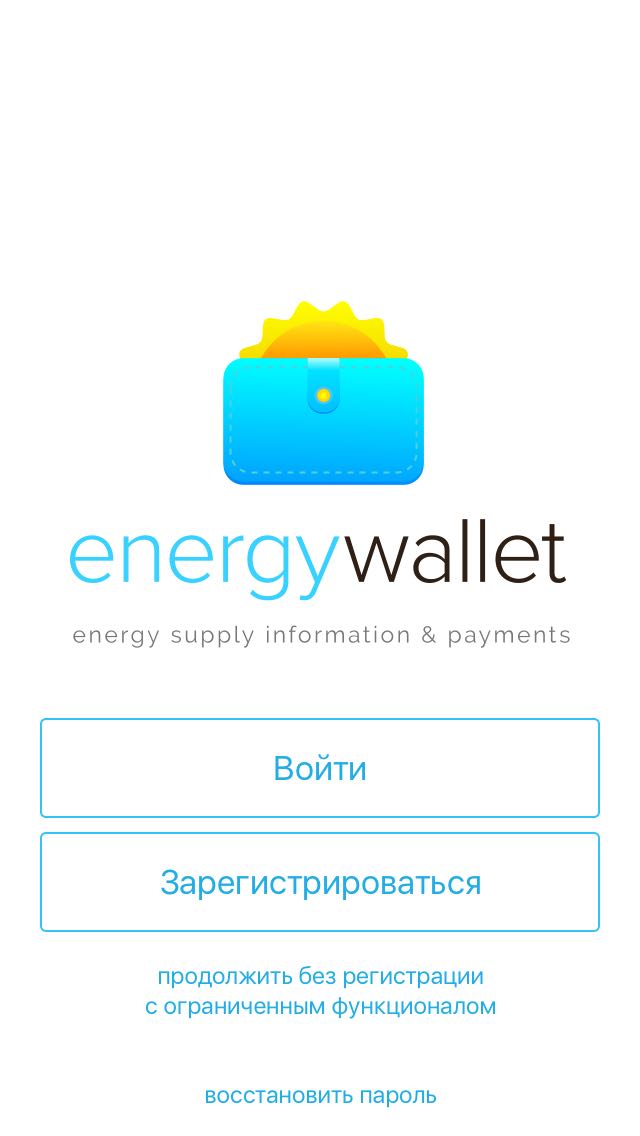 energywallet
energy supply information & payments
Войти
Зарегистрироваться
продолжить без регистрации
с ограниченным функционалом
восстановить пароль